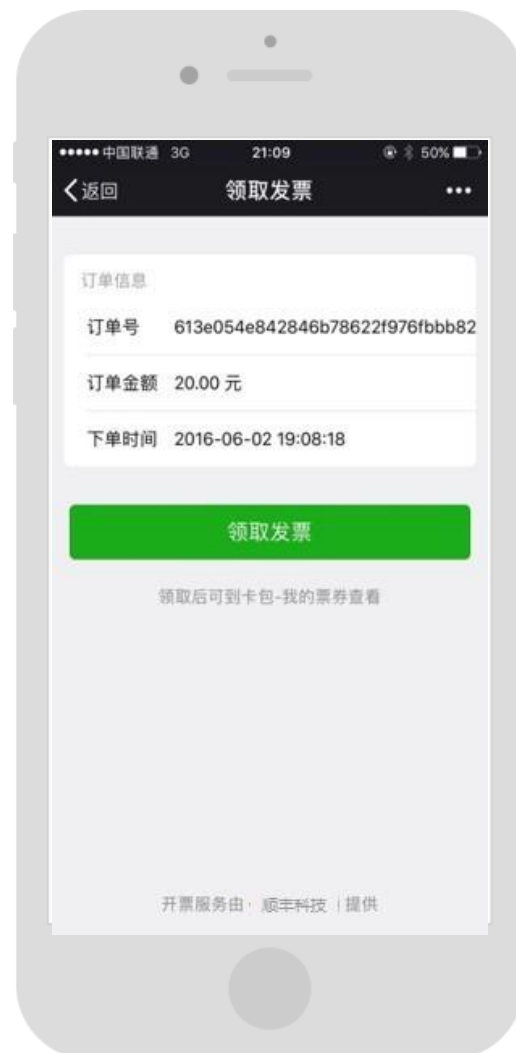 中国联通 3G 21:09 50%
返回 领取发票
订单信息
订单号 613e054e842846b78622f976fbbb82
订单金额 20.00 元
下单时间 2016-06-02 19:08:18
领取发票
领取后可到卡包-我的票券查看
开票服务由 顺丰科技 提供